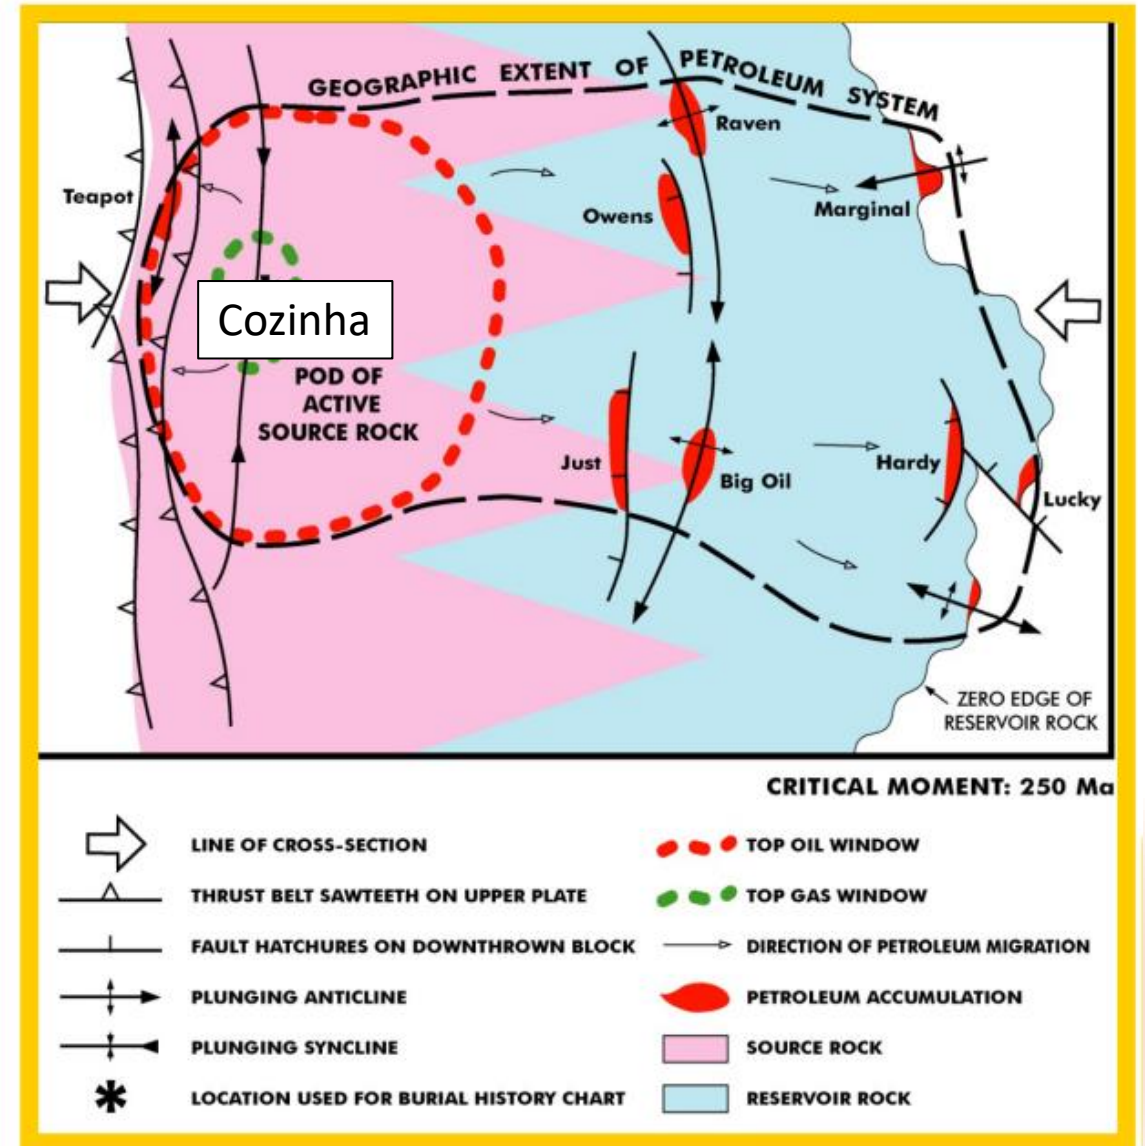 GEOGRAPHIC EXTENT OF PETROLEUM SYSTEM
Raven
Teapot
Owens
Marginal
Cozinha
POD OF
ACTIVE
SOURCE ROCK
Just
Big Oil
Hardy
Lucky
ZERO EDGE OF
RESERVOIR ROCK
CRITICAL MOMENT: 250 Ma
LINE OF CROSS-SECTION
THRUST BELT SAWTEETH ON UPPER PLATE
FAULT HATCHURES ON DOWNTHROWN BLOCK
PLUNGING ANTICLINE
PLUNGING SYNCLINE
LOCATION USED FOR BURIAL HISTORY CHART
TOP OIL WINDOW
TOP GAS WINDOW
DIRECTION OF PETROLEUM MIGRATION
PETROLEUM ACCUMULATION
SOURCE ROCK
RESERVOIR ROCK